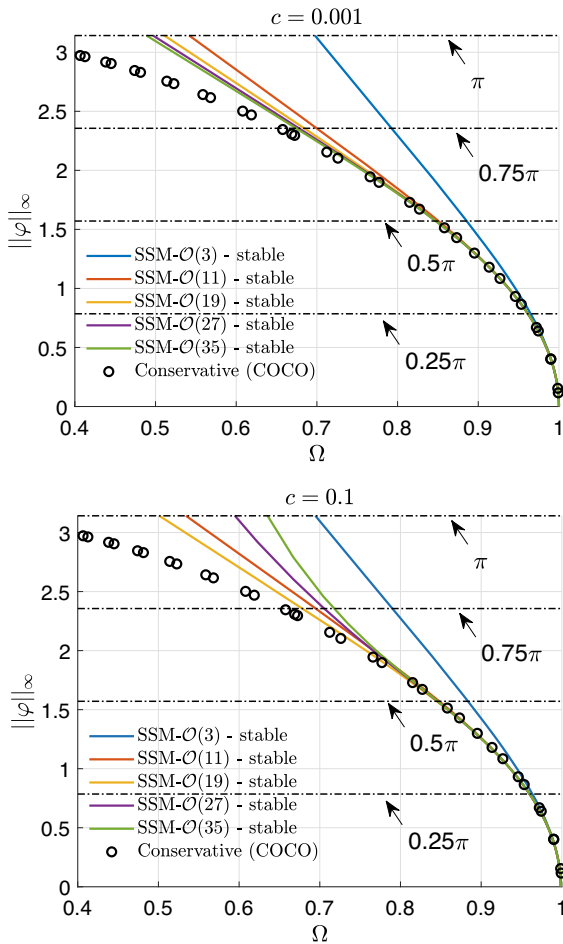 c = 0.001
||φ||∞
3
2.5
2
1.5
1
0.5
0
π
0.75π
0.5π
0.25π
SSM-𝒪(3) - stable
SSM-𝒪(11) - stable
SSM-𝒪(19) - stable
SSM-𝒪(27) - stable
SSM-𝒪(35) - stable
Conservative (COCO)
0.4 0.5 0.6 0.7 0.8 0.9 1
Ω
c = 0.1
||φ||∞
3
2.5
2
1.5
1
0.5
0
π
0.75π
0.5π
0.25π
SSM-𝒪(3) - stable
SSM-𝒪(11) - stable
SSM-𝒪(19) - stable
SSM-𝒪(27) - stable
SSM-𝒪(35) - stable
Conservative (COCO)
0.4 0.5 0.6 0.7 0.8 0.9 1
Ω